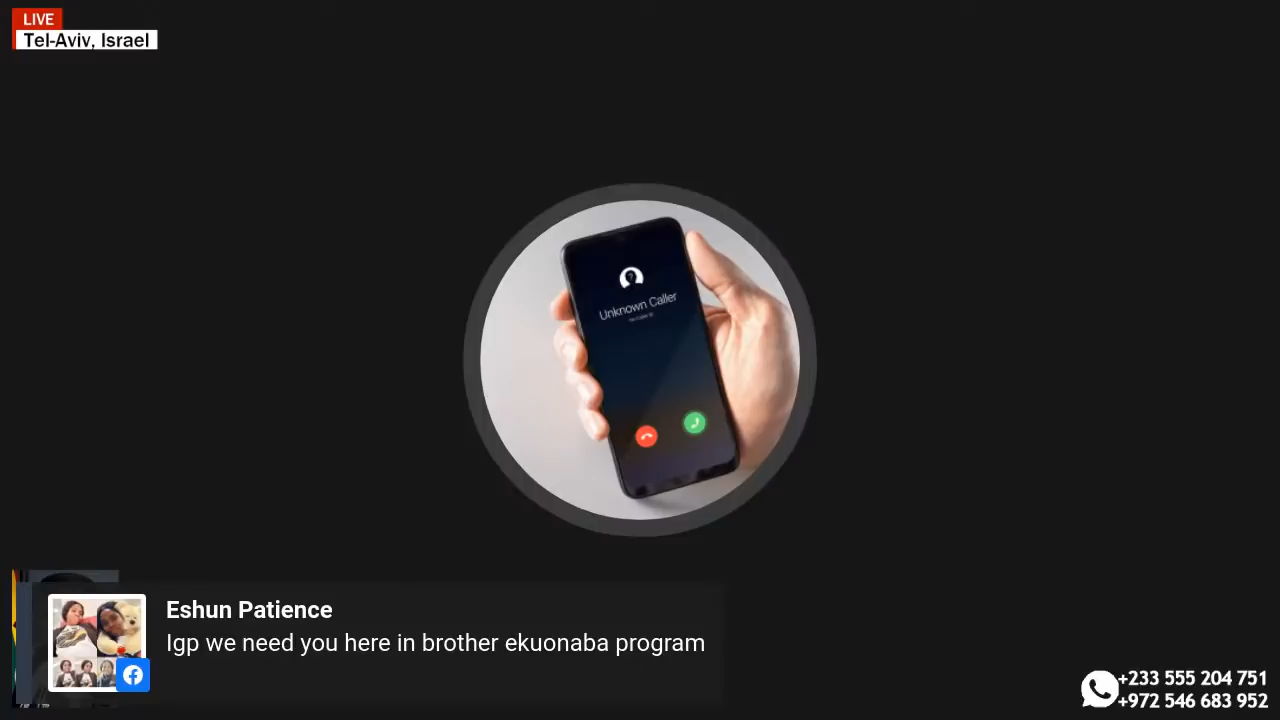 LIVE
Tel-Aviv, Israel
Unknown Caller
Eshun Patience
Igp we need you here in brother ekuonaba program
+233 555 204 751
+972 546 683 952